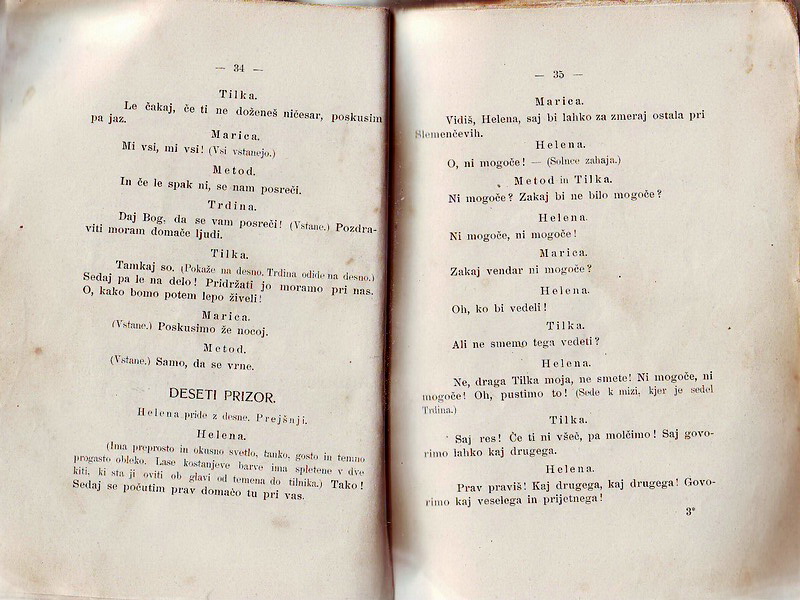 — 34 —
Tilka.
Le čakaj, če ti ne doženeš ničesar, poskusim
pa jaz.
Marica.
Mi vsi, mi vsi! (Vsi vstanejo.)
Metod.
In če le spak ni, se nam posreči.
Trdina.
Daj Bog, da se vam posreči! (Vstane.) Pozdra-
viti moram domače ljudi.
Tilka.
Tamkaj so. (Pokaže na desno. Trdina odide na desno.)
Sedaj pa le na delo! Pridržati jo moramo pri nas.
O, kako bomo potem lepo živeli!
Marica.
(Vstane.) Poskusimo že nocoj.
Metod.
(Vstane.) Samo, da se vrne.
DESETI PRIZOR.
Helena pride z desne. Prejšnji.
Helena.
(Ima preprosto in okusno svetlo, tanko, gosto in temno
progasto obleko. Lase kostanjeve barve ima spletene v dve
kiti, ki sta ji oviti ob glavi od temena do tilnika.) Tako!
Sedaj se počutim prav domačo tu pri vas.
— 35 —
Marica.
Vidiš, Helena, saj bi lahko za zmeraj ostala pri
Slemenčevih.
Helena.
O, ni mogoče! — (Solnce zahaja.)
Metod in Tilka.
Ni mogoče? Zakaj bi ne bilo mogoče?
Helena.
Ni mogoče, ni mogoče!
Marica.
Zakaj vendar ni mogoče?
Helena.
Oh, ko bi vedeli!
Tilka.
Ali ne smemo tega vedeti?
Helena.
Ne, draga Tilka moja, ne smete! Ni mogoče, ni
mogoče! Oh, pustimo to! (Sede k mizi, kjer je sedel
Trdina.)
Tilka.
Saj res! Če ti ni všeč, pa molčimo! Saj govo-
rimo lahko kaj drugega.
Helena.
Prav praviš! Kaj drugega, kaj drugega! Govo-
rimo kaj veselega in prijetnega!
3*